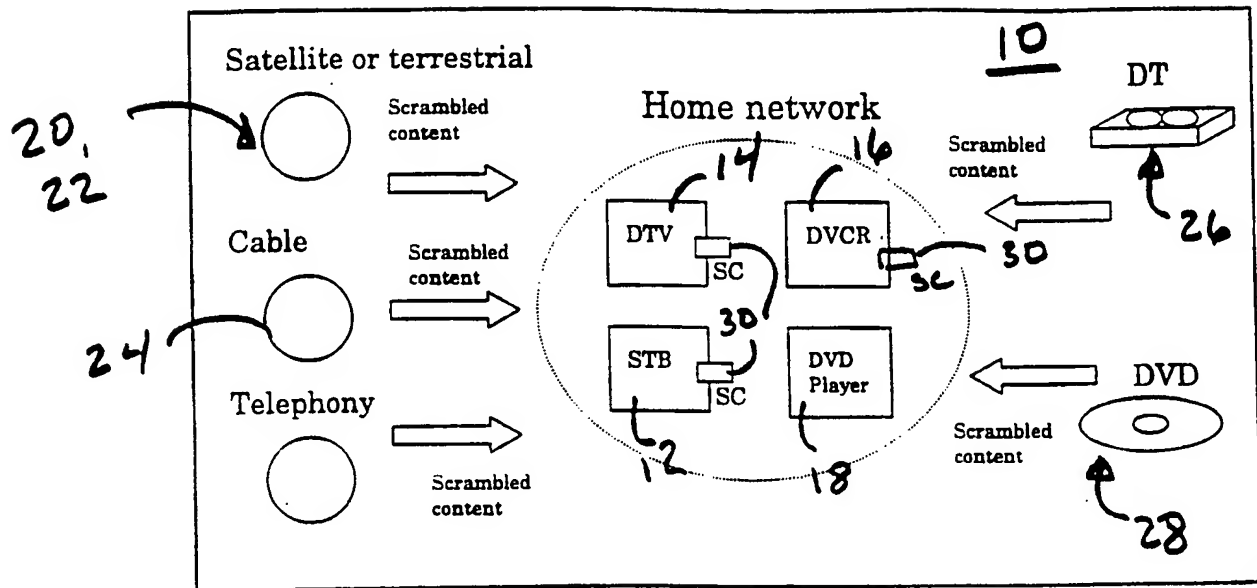 10
Satellite or terrestrial
DT
20,
22
Scrambled
content
Home network
14
16
Scrambled
content
26
DTV
SC
DVCR
SC
30
Cable
Scrambled
content
24
30
STB
SC
DVD
Player
DVD
Telephony
Scrambled
content
12
18
Scrambled
content
28